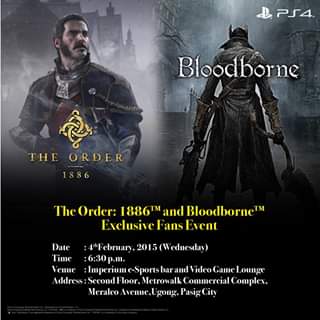 PS4
Bloodborne
THE ORDER
1886
The Order: 1886™ and Bloodborne™
Exclusive Fans Event
Date : 4thFebruary, 2015 (Wednesday)
Time : 6:30 p.m.
Venue : Imperium e-Sports bar and Video Game Lounge
Address : Second Floor, Metrowalk Commercial Complex,
Meralco Avenue,Ugong, Pasig City